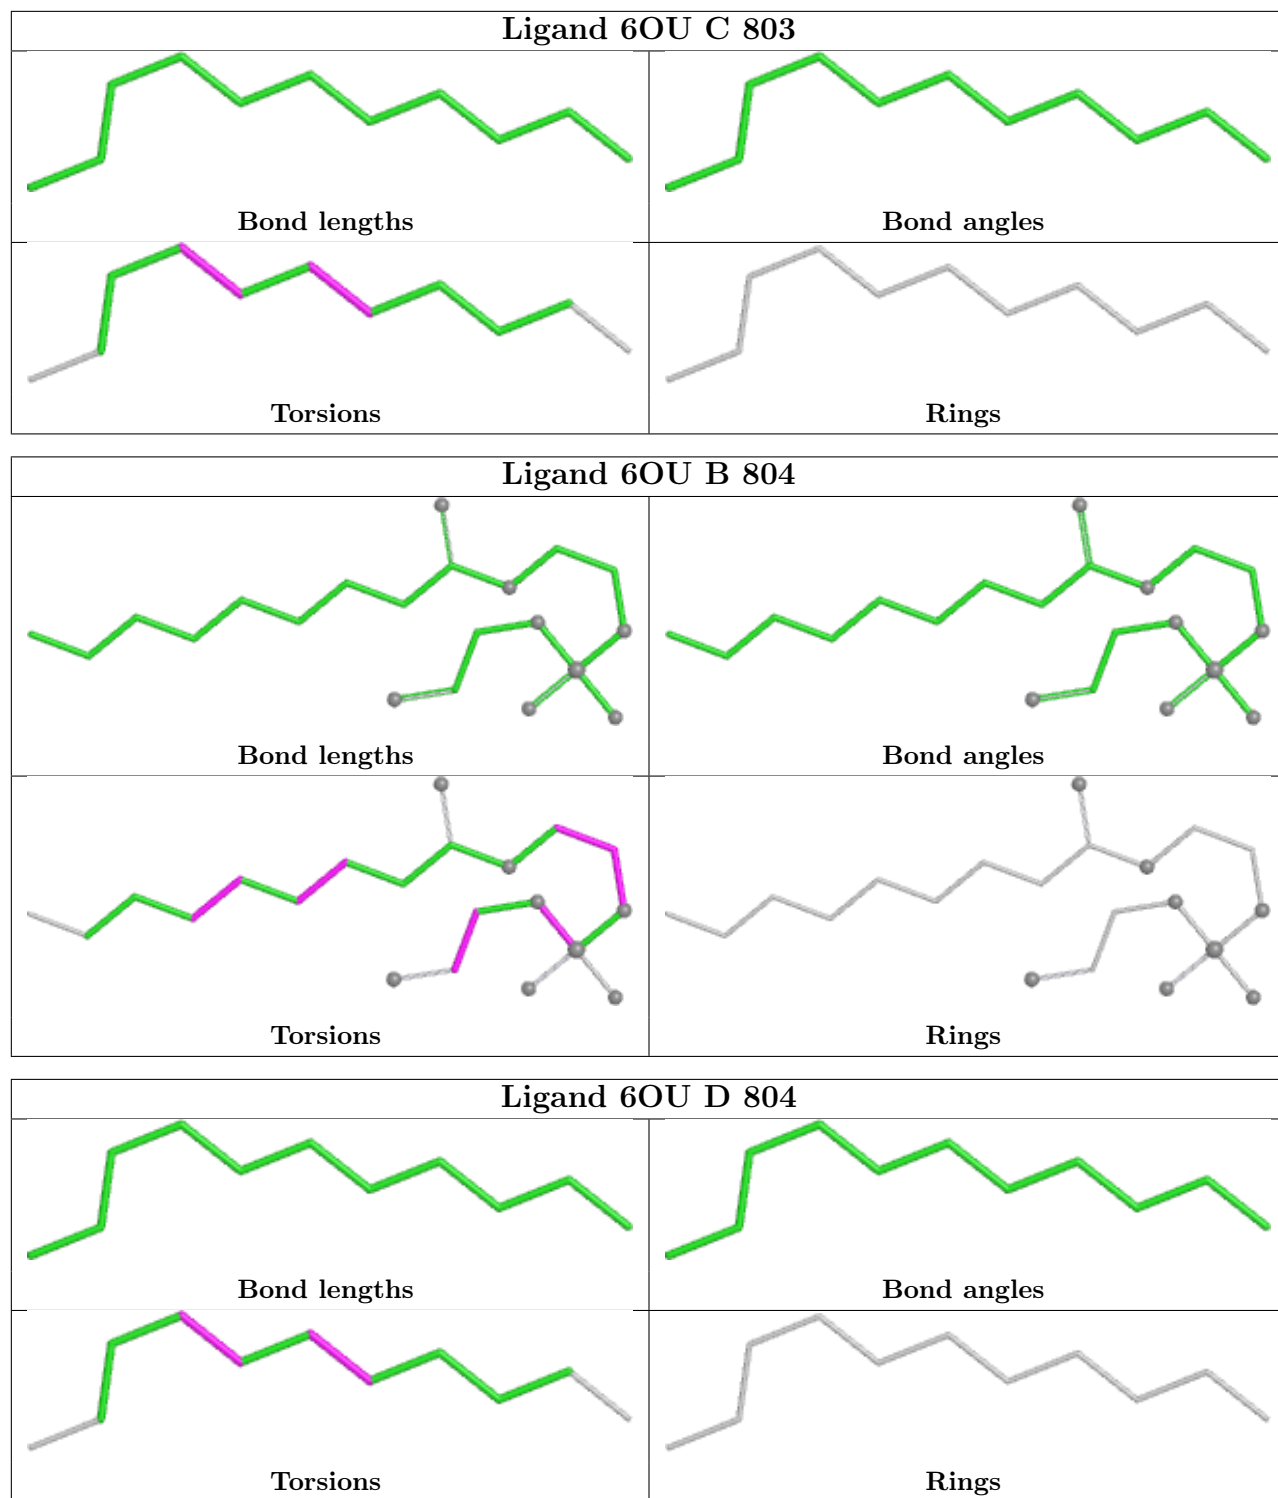 Ligand 6OU C 803
Bond lengths
Bond angles
Torsions
Rings
Ligand 6OU B 804
Bond lengths
Bond angles
Torsions
Rings
Ligand 6OU D 804
Bond lengths
Bond angles
Torsions
Rings